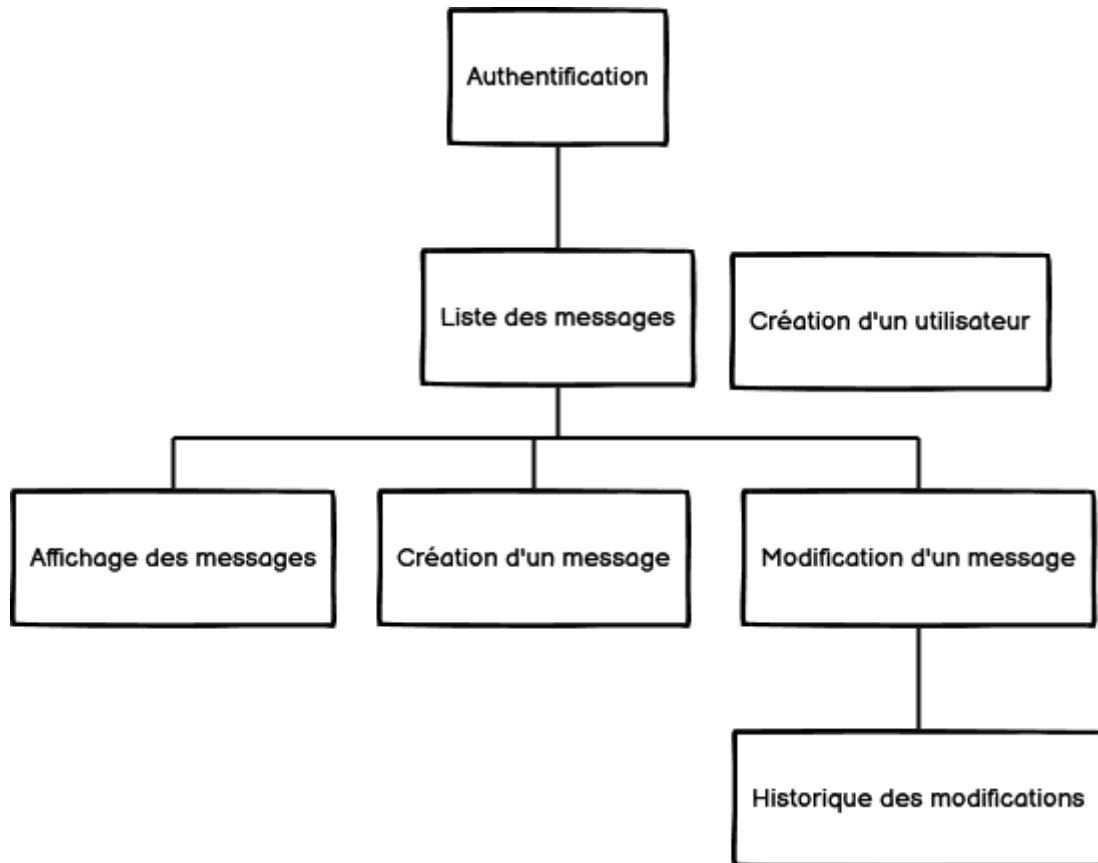 Authentification
Liste des messages
Création d'un utilisateur
Affichage des messages
Création d'un message
Modification d'un message
Historique des modifications